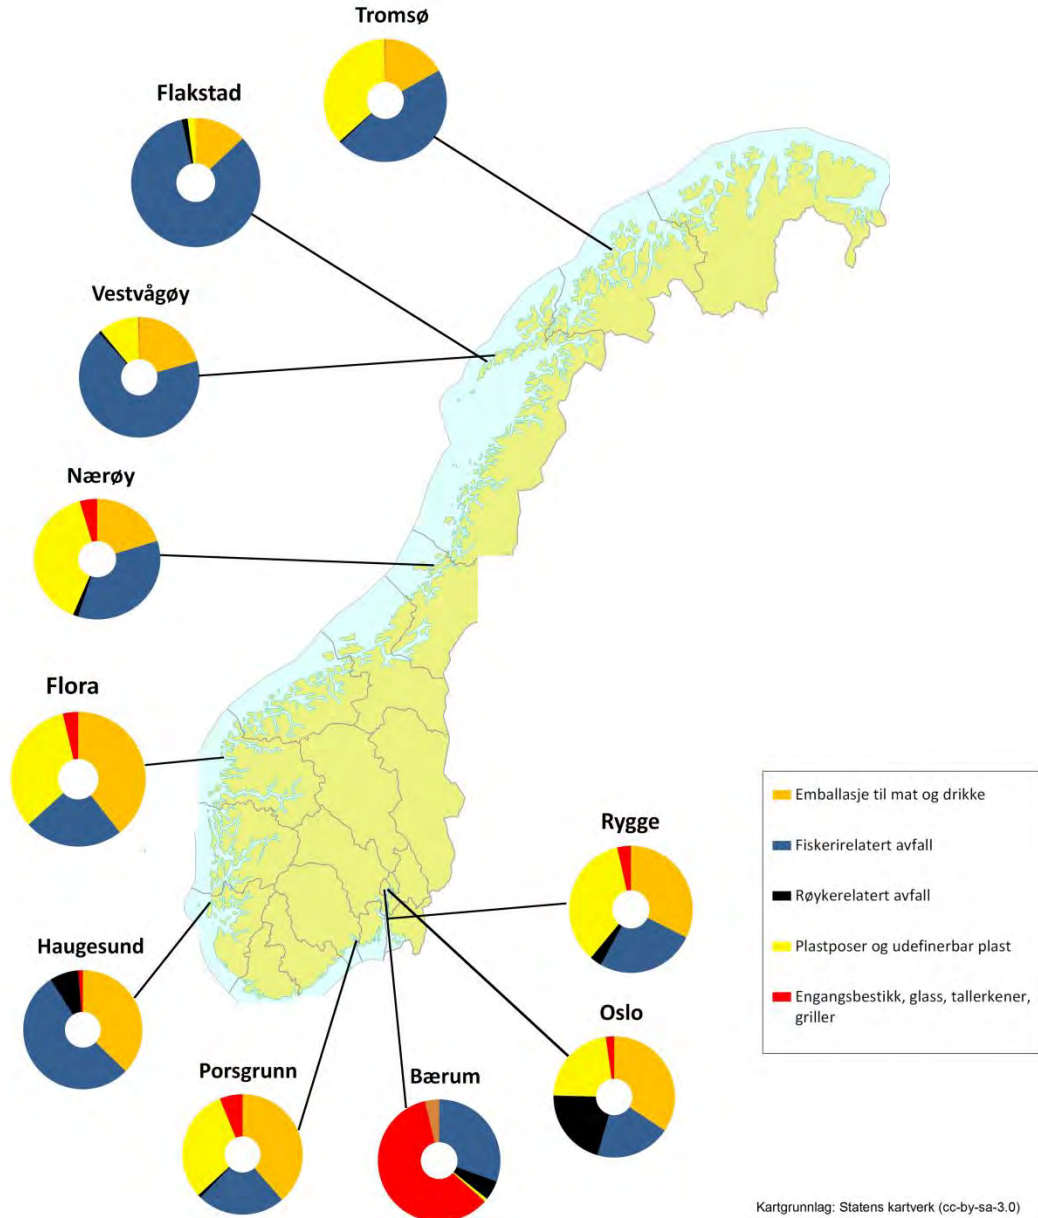 Tromsø
Flakstad
Vestvågøy
Nærøy
Flora
Emballasje til mat og drikke
Rygge
Fiskerirelatert avfall
Røykerelatert avfall
Plastposer og udefinerbar plast
Haugesund
Engangsbestikk, glass, tallerkener,
griller
Oslo
Porsgrunn
Bærum
Kartgrunnlag: Statens kartverk (cc-by-sa-3.0)